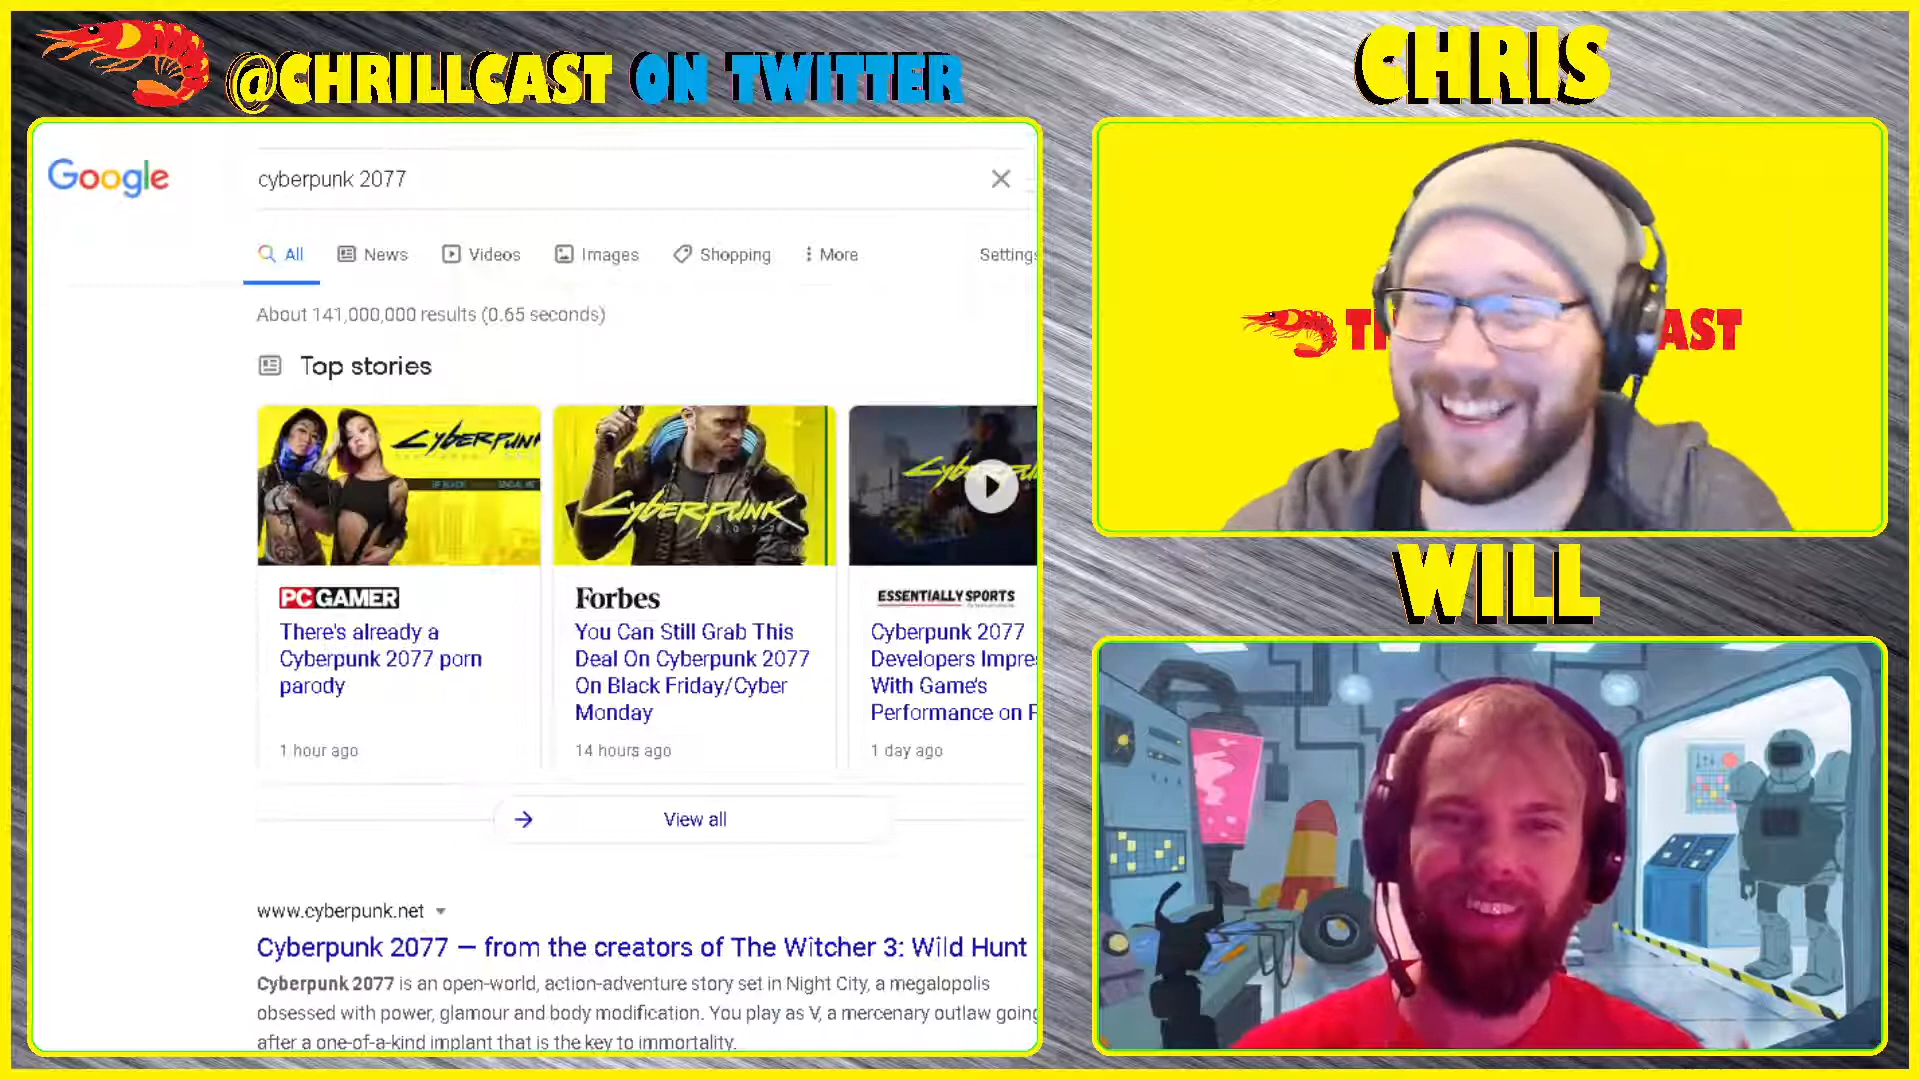 @CHRILLCAST ON TWITTER
CHRIS
Google
cyberpunk 2077
All
News
Videos
Images
Shopping
More
Settings
About 141,000,000 results (0.65 seconds)
Top stories
CYBERPUNK
CYBERPUNK
2077
PC GAMER
There's already a
Cyberpunk 2077 porn
parody
1 hour ago
Forbes
You Can Still Grab This
Deal On Cyberpunk 2077
On Black Friday/Cyber
Monday
14 hours ago
ESSENTIALLY SPORTS
Cyberpunk 2077
Developers Impre
With Game's
Performance on P
1 day ago
View all
www.cyberpunk.net
Cyberpunk 2077 — from the creators of The Witcher 3: Wild Hunt
Cyberpunk 2077 is an open-world, action-adventure story set in Night City, a megalopolis
obsessed with power, glamour and body modification. You play as V, a mercenary outlaw going
after a one-of-a-kind implant that is the key to immortality.
AST
WILL